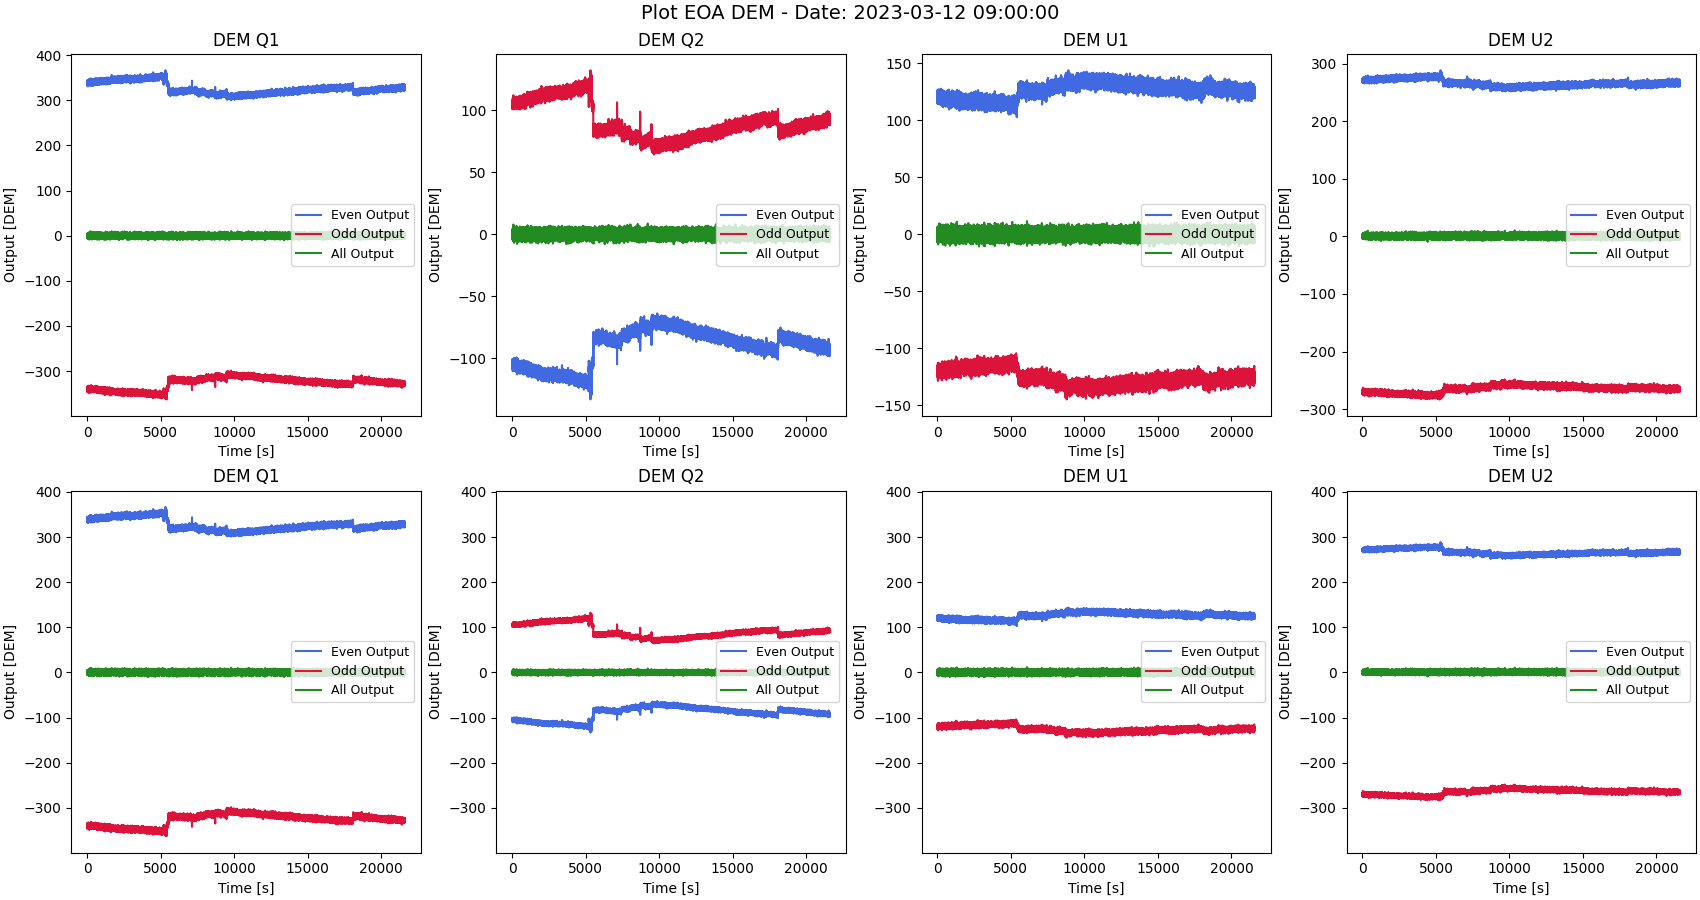 Plot EOA DEM - Date: 2023-03-12 09:00:00
DEM Q1
400
300
200
100
0
−100
−200
−300
Output [DEM]
Even Output
Odd Output
All Output
0 5000 10000 15000 20000
Time [s]
DEM Q2
100
50
0
−50
−100
Output [DEM]
Even Output
Odd Output
All Output
0 5000 10000 15000 20000
Time [s]
DEM U1
150
100
50
0
−50
−100
−150
Output [DEM]
Even Output
Odd Output
All Output
0 5000 10000 15000 20000
Time [s]
DEM U2
300
200
100
0
−100
−200
−300
Output [DEM]
Even Output
Odd Output
All Output
0 5000 10000 15000 20000
Time [s]
DEM Q1
400
300
200
100
0
−100
−200
−300
Output [DEM]
Even Output
Odd Output
All Output
0 5000 10000 15000 20000
Time [s]
DEM Q2
400
300
200
100
0
−100
−200
−300
Output [DEM]
Even Output
Odd Output
All Output
0 5000 10000 15000 20000
Time [s]
DEM U1
400
300
200
100
0
−100
−200
−300
Output [DEM]
Even Output
Odd Output
All Output
0 5000 10000 15000 20000
Time [s]
DEM U2
400
300
200
100
0
−100
−200
−300
Output [DEM]
Even Output
Odd Output
All Output
0 5000 10000 15000 20000
Time [s]